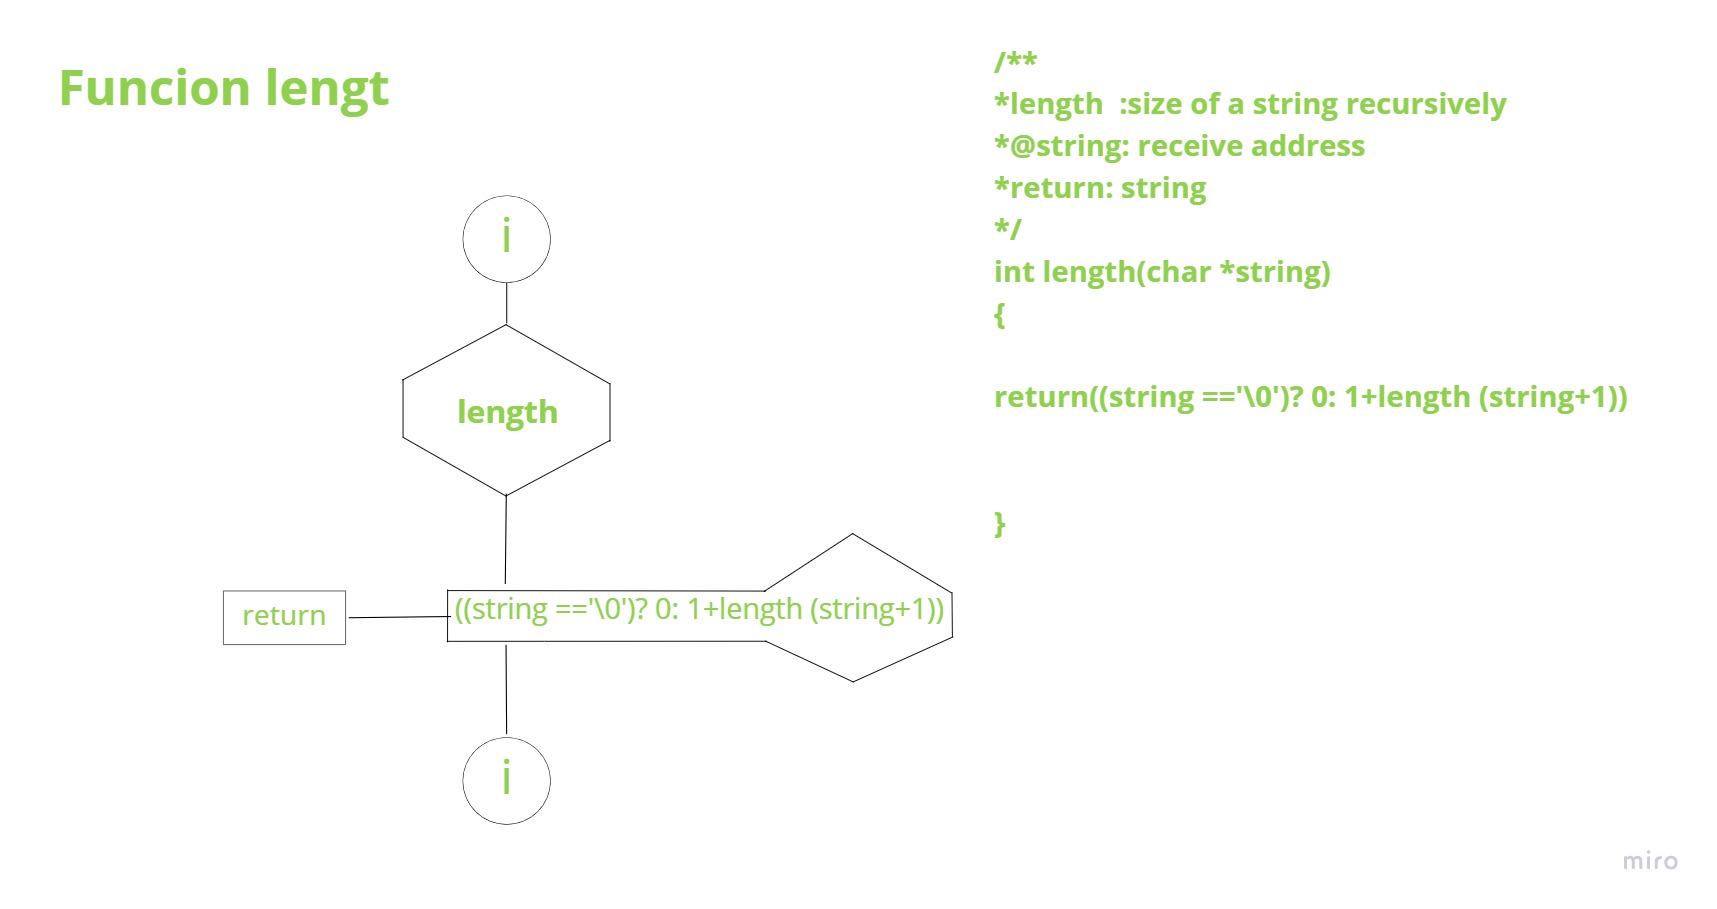 Funcion lengt
i
length
return
((string =='\0')? 0: 1+length (string+1))
i
/**
*length  :size of a string recursively
*@string: receive address
*return: string
*/
int length(char *string)
{
return((string =='\0')? 0: 1+length (string+1))
}
miro